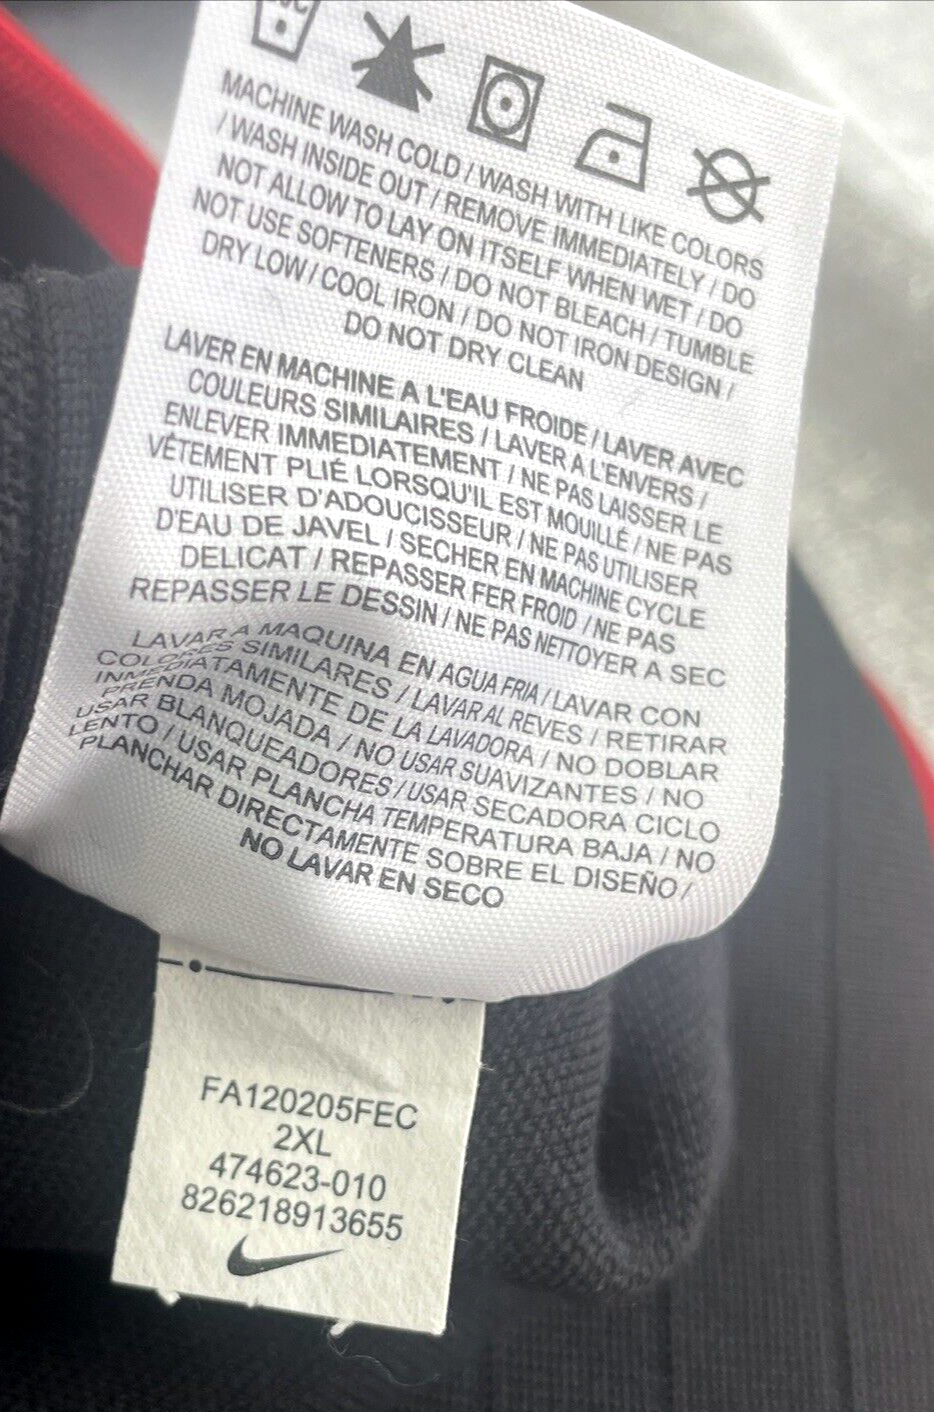 MACHINE WASH COLD / WASH WITH LIKE COLORS
/ WASH INSIDE OUT / REMOVE IMMEDIATELY / DO
NOT ALLOW TO LAY ON ITSELF WHEN WET / DO
NOT USE SOFTENERS / DO NOT BLEACH / TUMBLE
DRY LOW / COOL IRON / DO NOT IRON DESIGN /
DO NOT DRY CLEAN
LAVER EN MACHINE A L'EAU FROIDE / LAVER AVEC
COULEURS SIMILAIRES / LAVER A L'ENVERS /
ENLEVER IMMEDIATEMENT / NE PAS LAISSER LE
VÊTEMENT PLIÉ LORSQU'IL EST MOUILLÉ / NE PAS
UTILISER D'ADOUCISSEUR / NE PAS UTILISER
D'EAU DE JAVEL / SECHER EN MACHINE CYCLE
DELICAT / REPASSER FER FROID / NE PAS
REPASSER LE DESSIN / NE PAS NETTOYER A SEC
LAVAR A MAQUINA EN AGUA FRIA / LAVAR CON
COLORES SIMILARES / LAVAR AL REVES / RETIRAR
INMEDIATAMENTE DE LA LAVADORA / NO DOBLAR
PRENDA MOJADA / NO USAR SUAVIZANTES / NO
USAR BLANQUEADORES / USAR SECADORA CICLO
LENTO / USAR PLANCHA TEMPERATURA BAJA / NO
PLANCHAR DIRECTAMENTE SOBRE EL DISEÑO /
NO LAVAR EN SECO
FA120205FEC
2XL
474623-010
826218913655